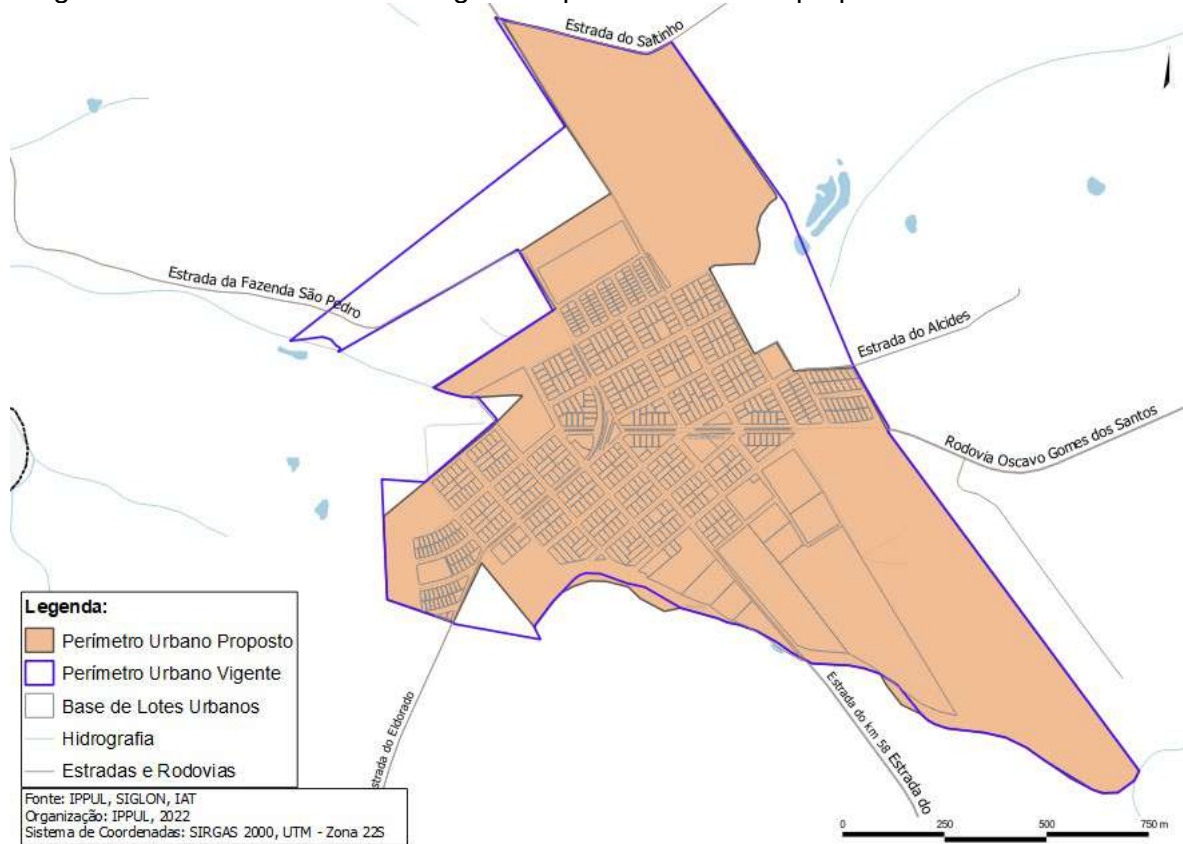 Estrada do Saltinho
Estrada da Fazenda São Pedro
Estrada do Alcides
Rodovia Oscavo Gomes dos Santos
Estrada do km 58 Estrada do
strada do Eldorado
Legenda:
Perímetro Urbano Proposto
Perímetro Urbano Vigente
Base de Lotes Urbanos
Hidrografia
Estradas e Rodovias
Fonte: IPPUL, SIGLON, IAT
Organização: IPPUL, 2022
Sistema de Coordenadas: SIRGAS 2000, UTM - Zona 22S
0 250 500 750 m